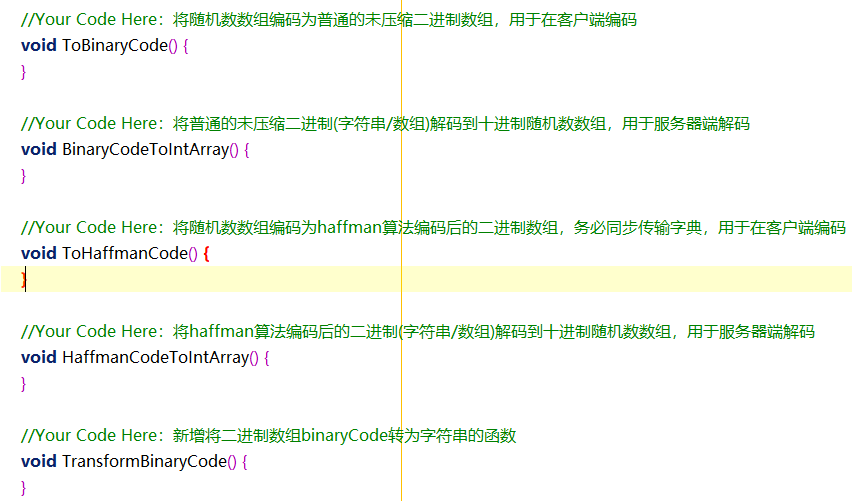 //Your Code Here：将随机数数组编码为普通的未压缩二进制数组，用于在客户端编码
void ToBinaryCode() {
}
//Your Code Here：将普通的未压缩二进制(字符串/数组)解码到十进制随机数数组，用于服务器端解码
void BinaryCodeToIntArray() {
}
//Your Code Here：将随机数数组编码为haffman算法编码后的二进制数组，务必同步传输字典，用于在客户端编码
void ToHaffmanCode() {
}
//Your Code Here：将haffman算法编码后的二进制(字符串/数组)解码到十进制随机数数组，用于服务器端解码
void HaffmanCodeToIntArray() {
}
//Your Code Here：新增将二进制数组binaryCode转为字符串的函数
void TransformBinaryCode() {
}